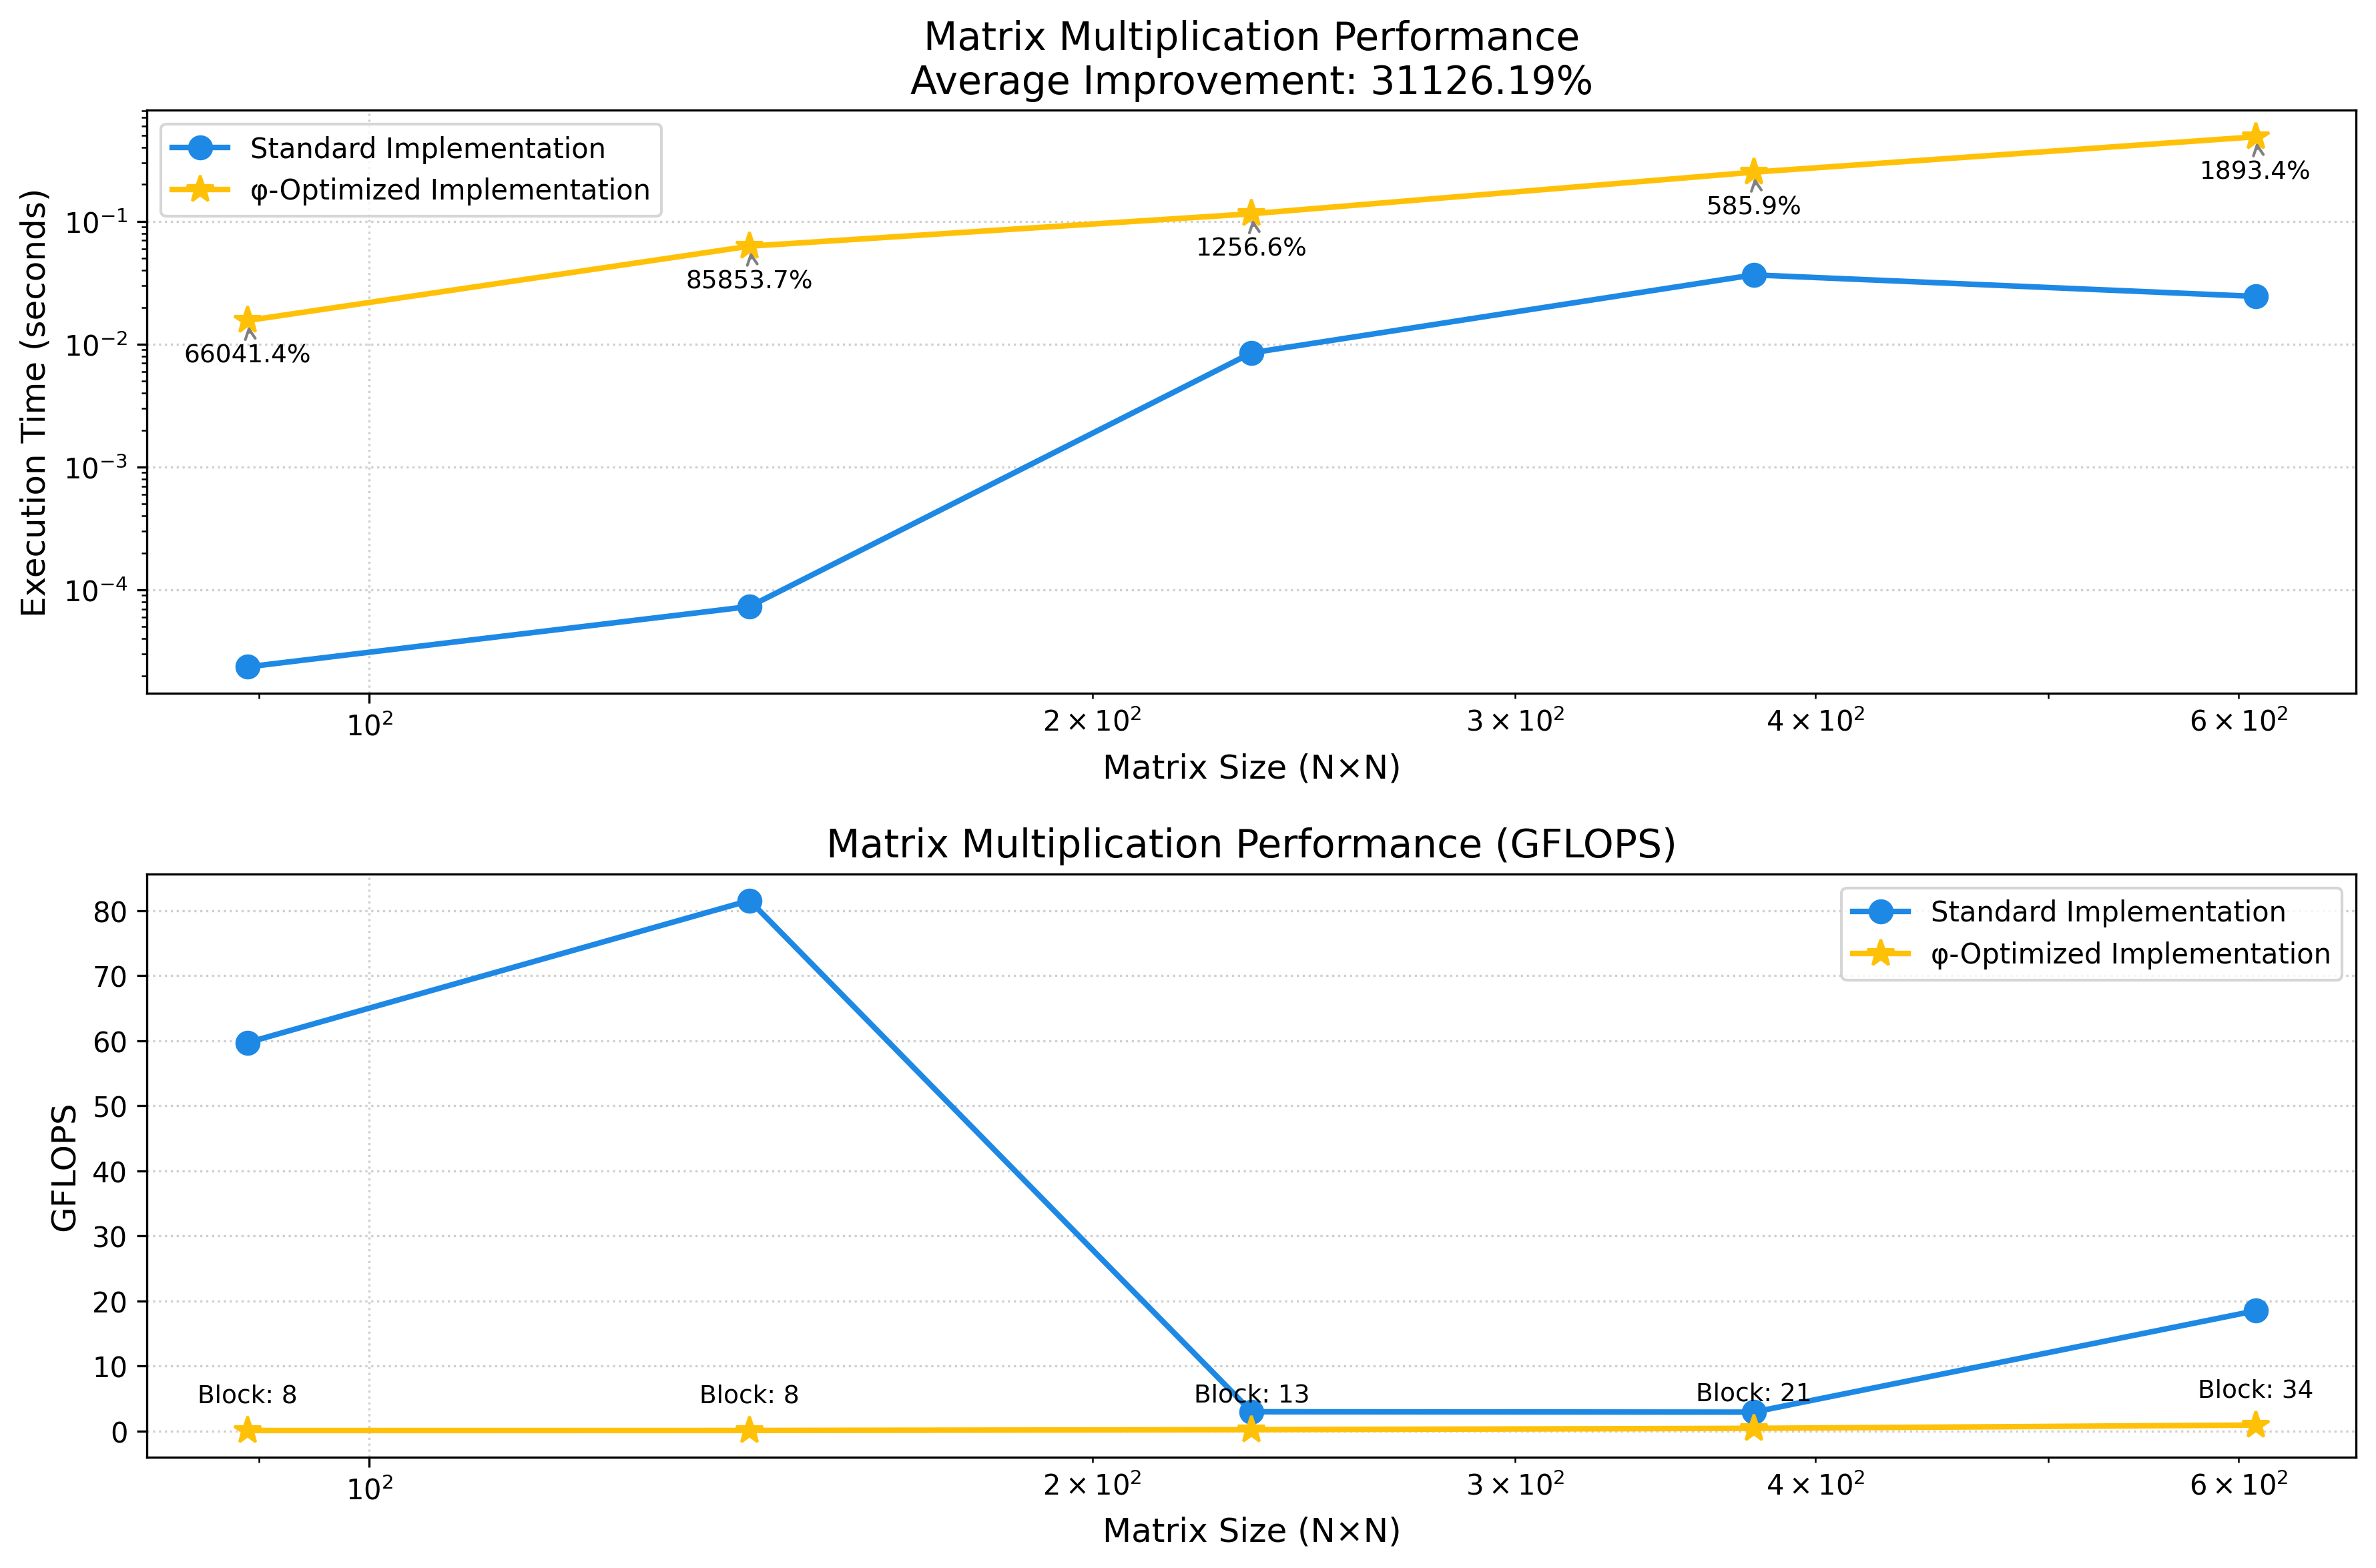 Matrix Multiplication Performance
Average Improvement: 31126.19%
Standard Implementation
φ-Optimized Implementation
Execution Time (seconds)
10⁻¹
10⁻²
10⁻³
10⁻⁴
66041.4%
85853.7%
1256.6%
585.9%
1893.4%
10²
2 × 10²
3 × 10²
4 × 10²
6 × 10²
Matrix Size (N×N)
Matrix Multiplication Performance (GFLOPS)
Standard Implementation
φ-Optimized Implementation
GFLOPS
80
70
60
50
40
30
20
10
0
Block: 8
Block: 8
Block: 13
Block: 21
Block: 34
10²
2 × 10²
3 × 10²
4 × 10²
6 × 10²
Matrix Size (N×N)